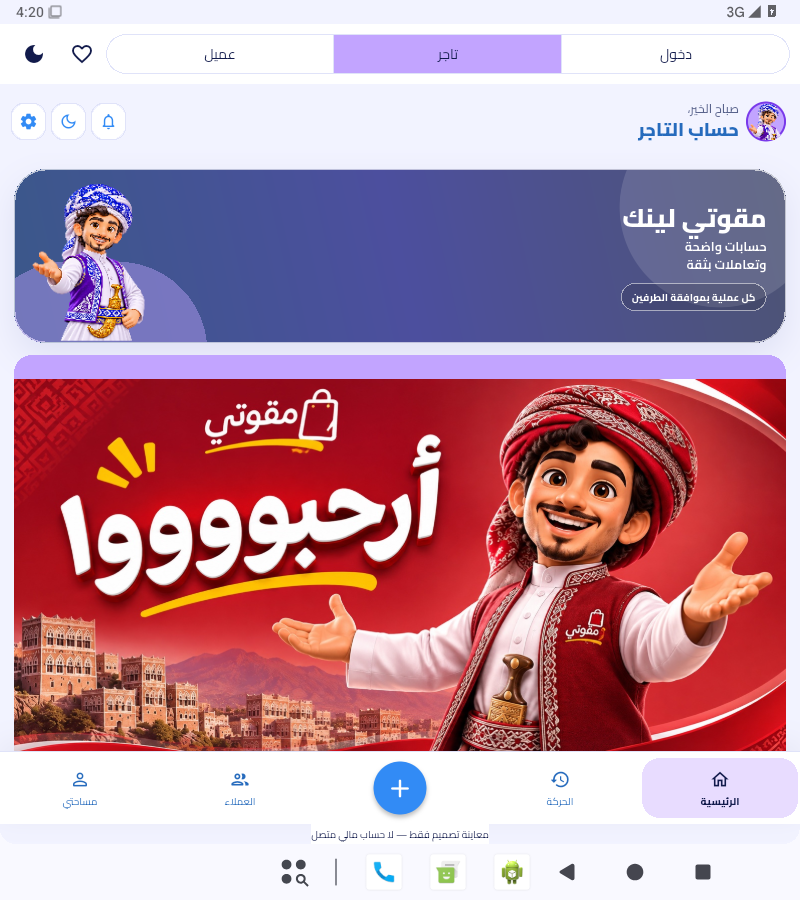 4:20
3G
دخول
تاجر
عميل
صباح الخير،
حساب التاجر
مقوتي لينك
حسابات واضحة
وتعاملات بثقة
كل عملية بموافقة الطرفين
مقوتي
أرحبوووووا
مقوتي
الرئيسية
الحركة
العملاء
مساحتي
معاينة تصميم فقط — لا حساب مالي متصل